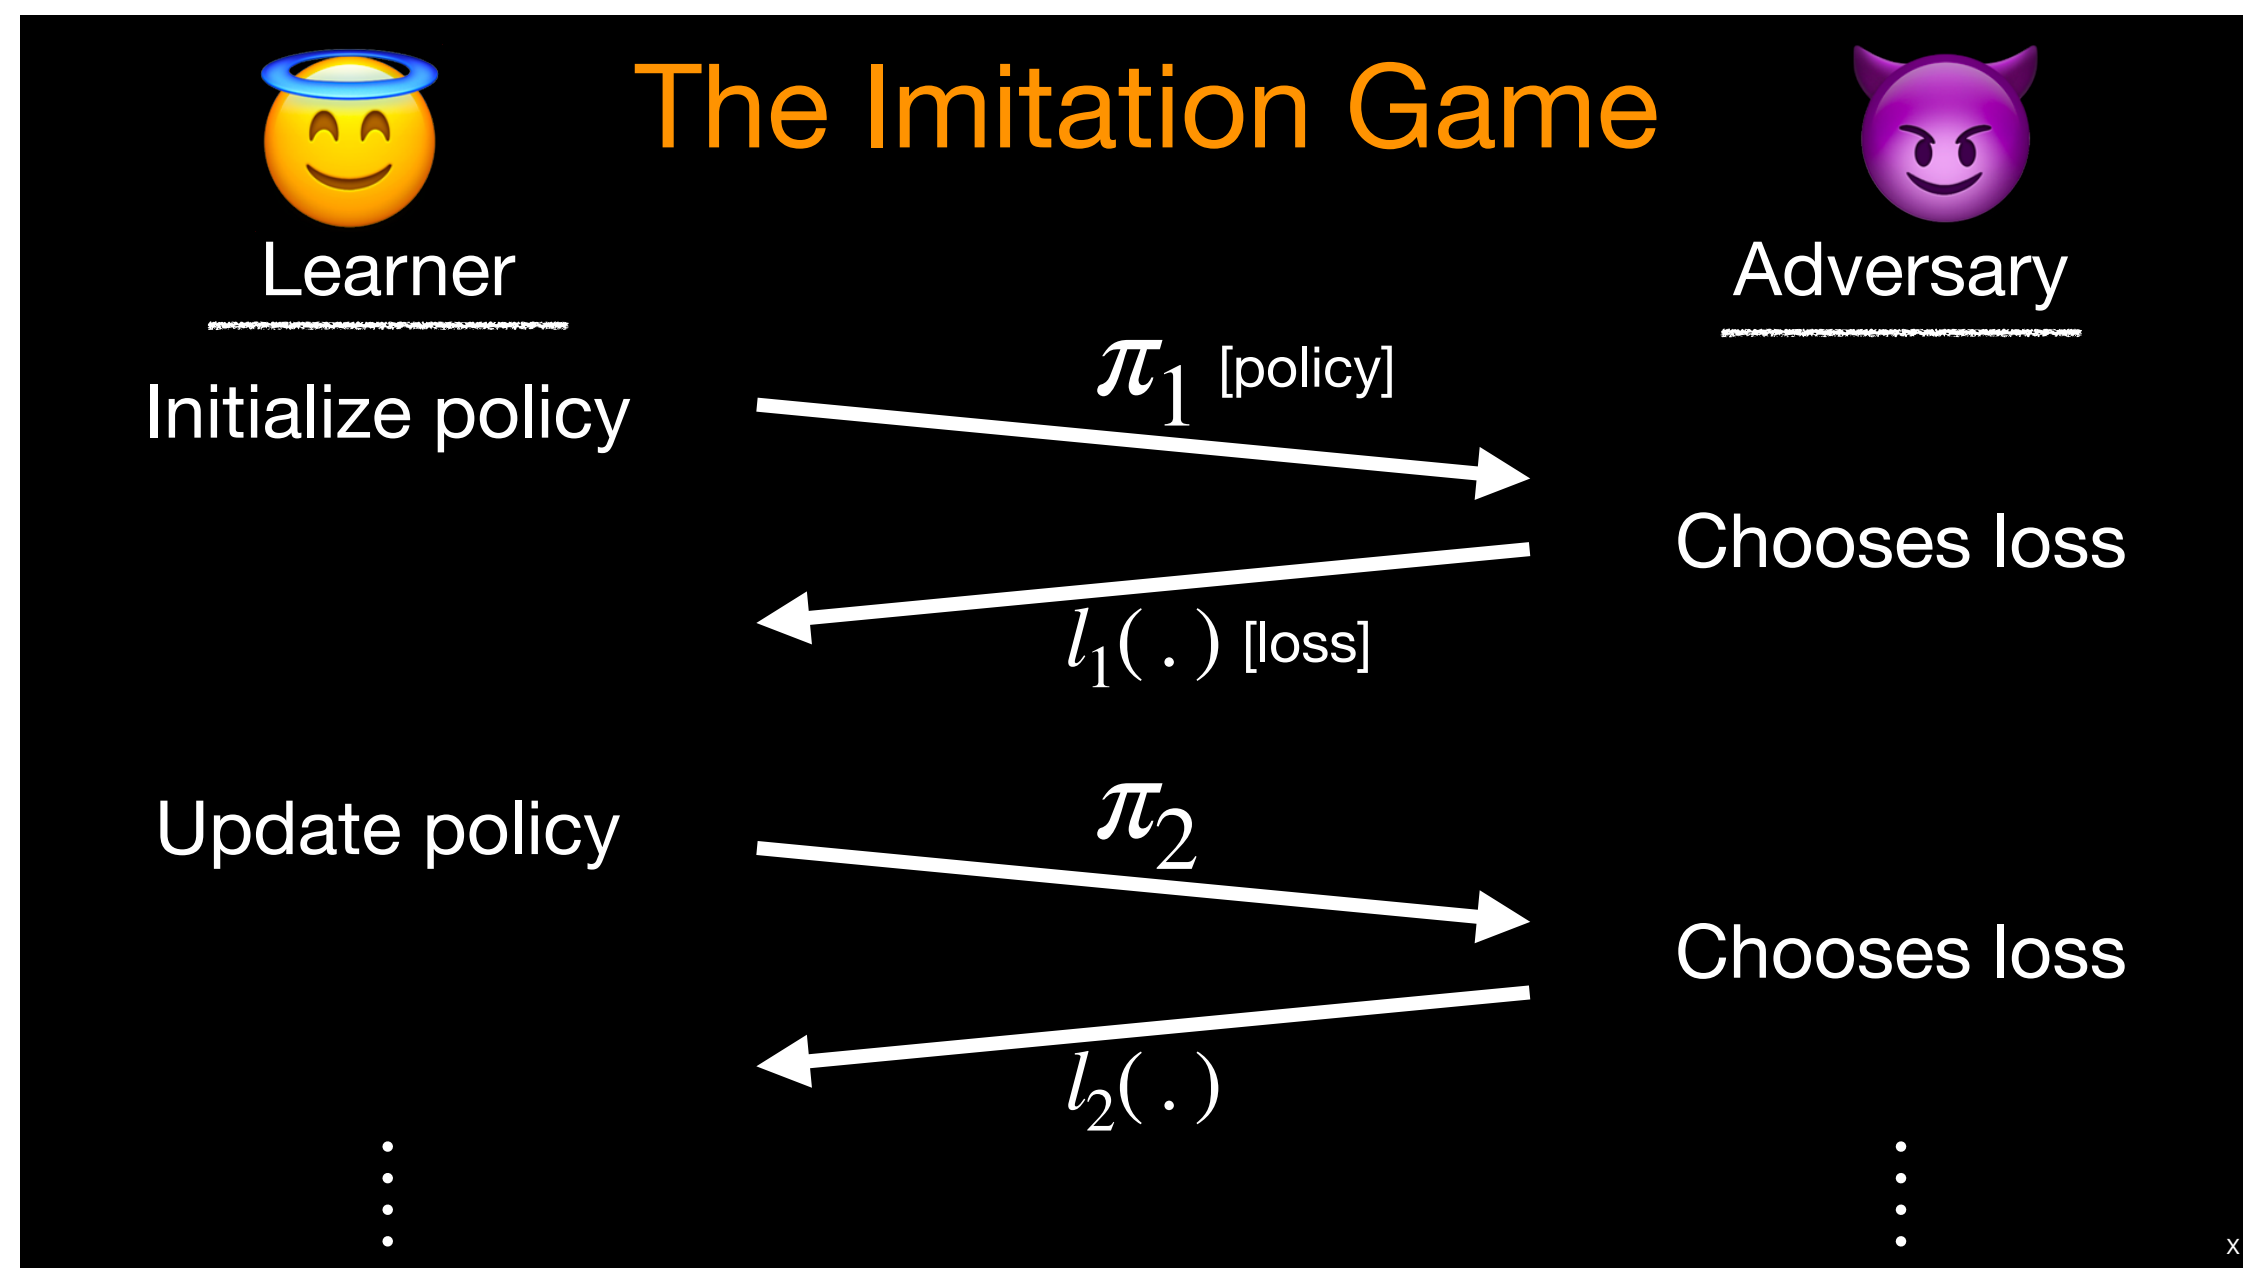 The Imitation Game
Learner
Adversary
π₁ [policy]
Initialize policy
Chooses loss
l₁( . ) [loss]
π₂
Update policy
Chooses loss
l₂( . )
x